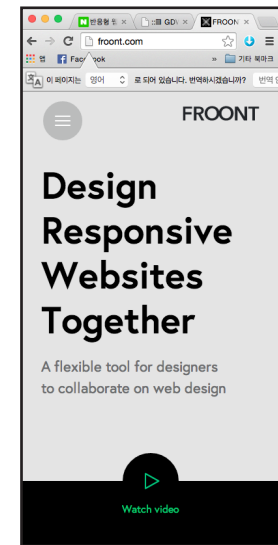 반응형 웹
GDW
FROON
froont.com
앱
Facebook
»
기타 북마크
이 페이지는 영어 로 되어 있습니다. 번역하시겠습니까? 번역
FROONT
Design
Responsive
Websites
Together
A flexible tool for designers
to collaborate on web design
Watch video